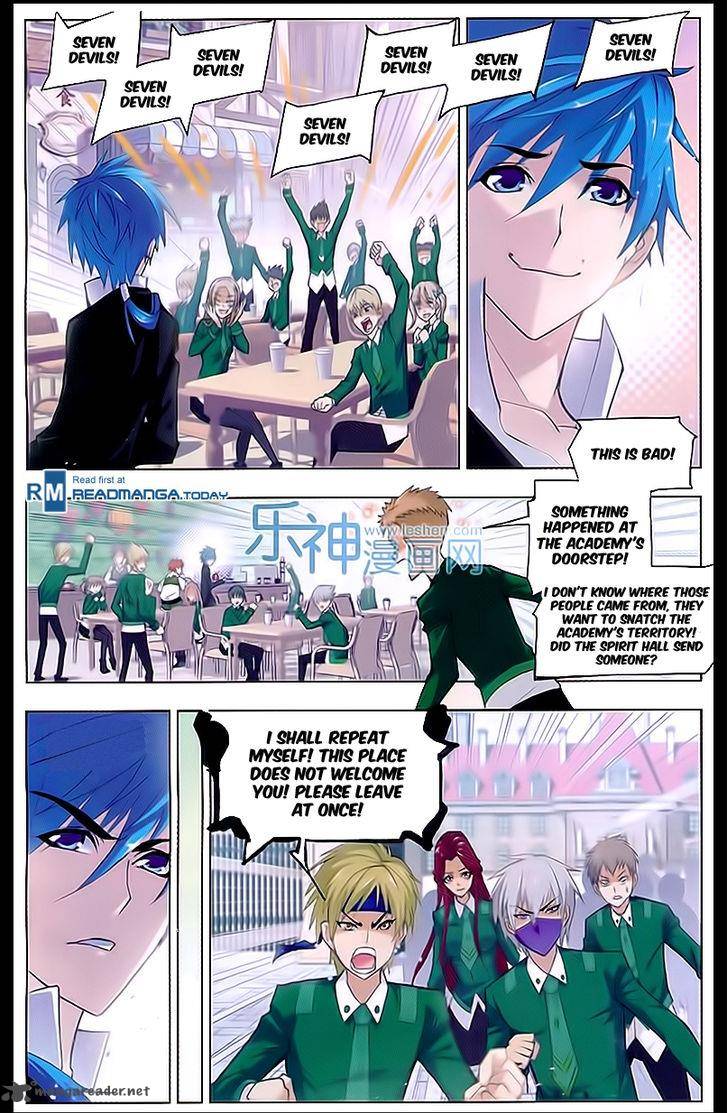 SEVEN
DEVILS!
SEVEN
DEVILS!
SEVEN
DEVILS!
SEVEN
DEVILS!
SEVEN
DEVILS!
SEVEN
DEVILS!
SEVEN
DEVILS!
食
THIS IS BAD!
Read first at
RM READMANGA.TODAY
乐神漫画网
www.leshen.com
SOMETHING
HAPPENED AT
THE ACADEMY'S
DOORSTEP!
I DON'T KNOW WHERE THOSE
PEOPLE CAME FROM, THEY
WANT TO SNATCH THE
ACADEMY'S TERRITORY!
DID THE SPIRIT HALL SEND
SOMEONE?
I SHALL REPEAT
MYSELF! THIS PLACE
DOES NOT WELCOME
YOU! PLEASE LEAVE
AT ONCE!
mangareader.net